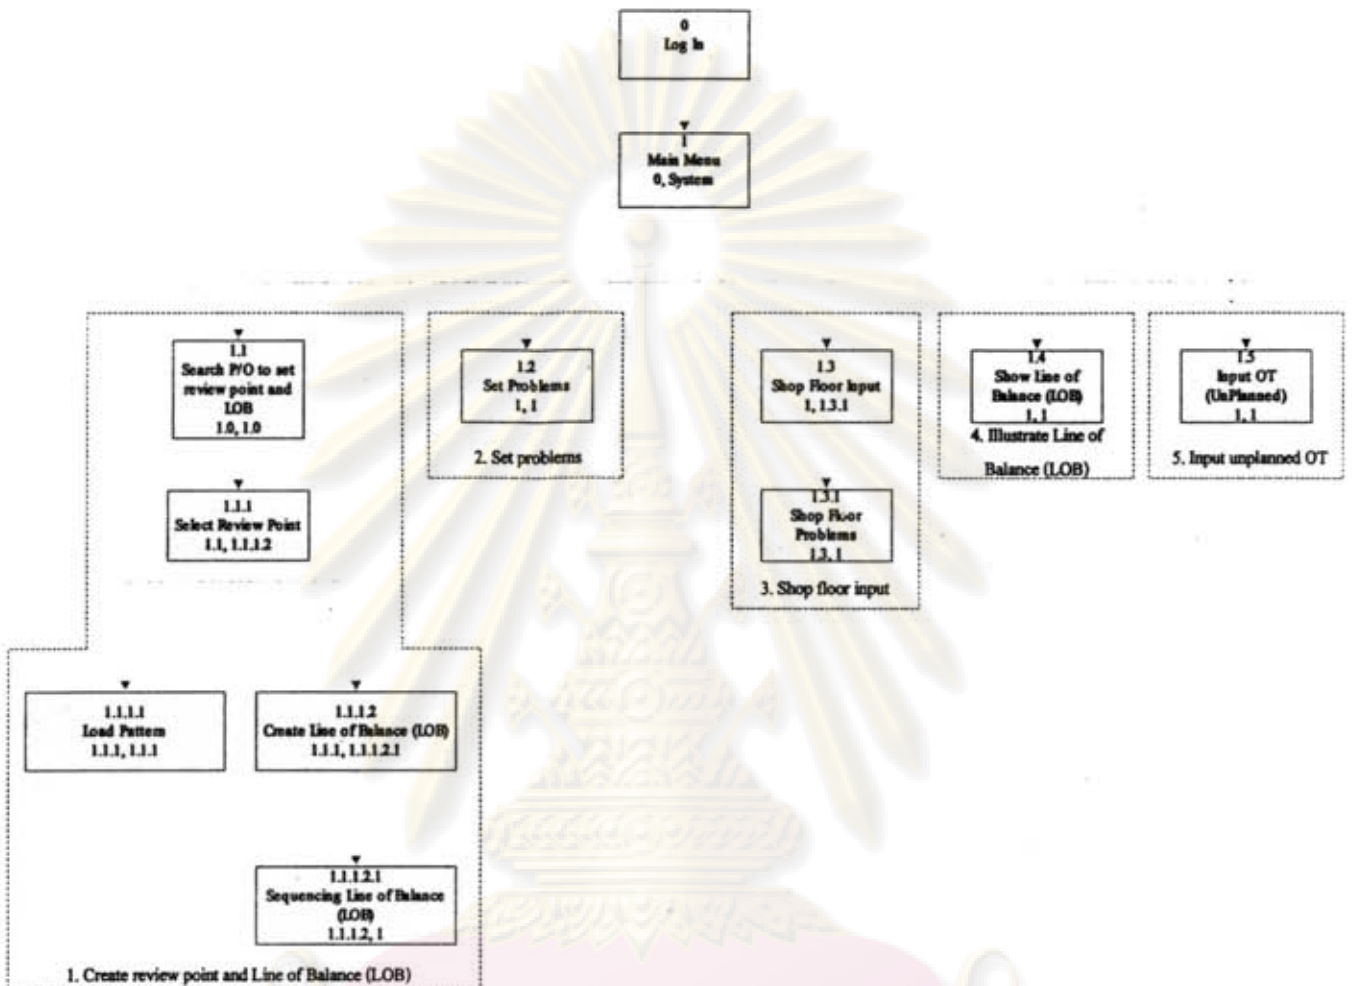 0
Log In
1
Main Menu
0, System
1.1
Search P/O to set
review point and
LOB
1.0, 1.0
1.1.1
Select Review Point
1.1, 1.1.1.2
1.1.1.1
Load Pattern
1.1.1, 1.1.1
1.1.1.2
Create Line of Balance (LOB)
1.1.1, 1.1.1.2.1
1.1.1.2.1
Sequencing Line of Balance
(LOB)
1.1.1.2, 1
1. Create review point and Line of Balance (LOB)
1.2
Set Problems
1, 1
2. Set problems
1.3
Shop Floor Input
1, 1.3.1
1.3.1
Shop Floor
Problems
1.3, 1
3. Shop floor input
1.4
Show Line of
Balance (LOB)
1, 1
4. Illustrate Line of
Balance (LOB)
1.5
Input OT
(UnPlanned)
1, 1
5. Input unplanned OT